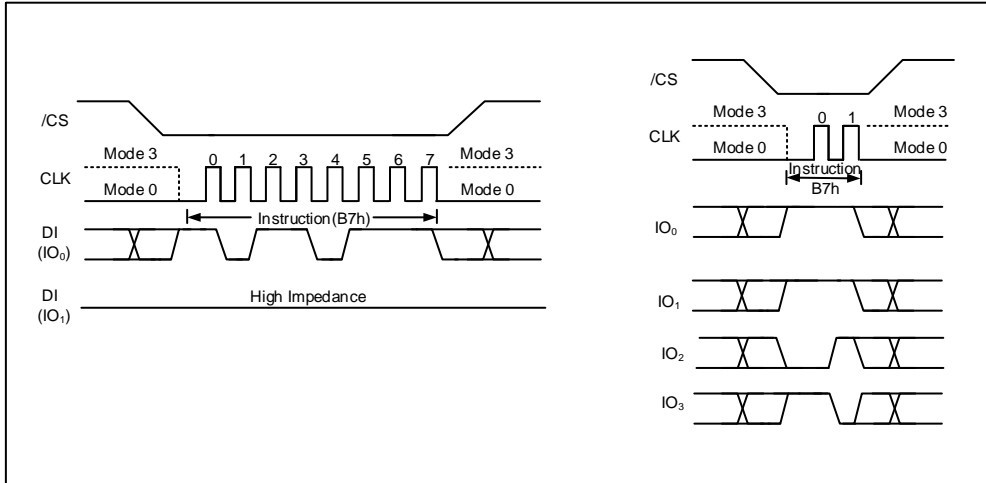 /CS
Mode 3 0 1 2 3 4 5 6 7 Mode 3
CLK
Mode 0 Mode 0
Instruction(B7h)
DI
(IO₀)
DI
(IO₁)
High Impedance
/CS
Mode 3 0 1 Mode 3
CLK
Mode 0 Mode 0
Instruction
B7h
IO₀
IO₁
IO₂
IO₃